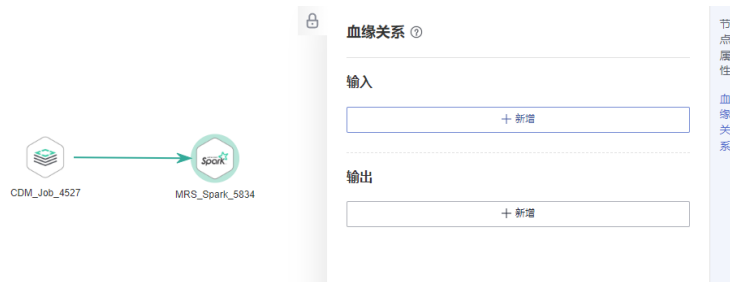 血缘关系
输入
+ 新增
输出
+ 新增
CDM_Job_4527
Spark
MRS_Spark_5834
节点属性
血缘关系